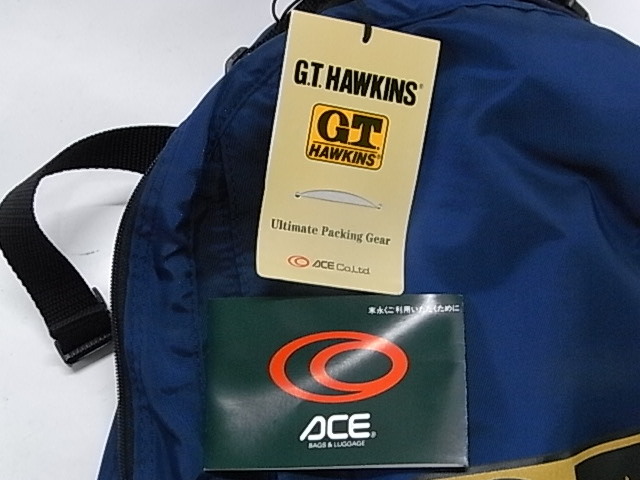 G.T. HAWKINS®
GT
HAWKINS®
Ultimate Packing Gear
ACE Co.,Ltd.
末永くご利用いただくために
ACE®
BAGS & LUGGAGE